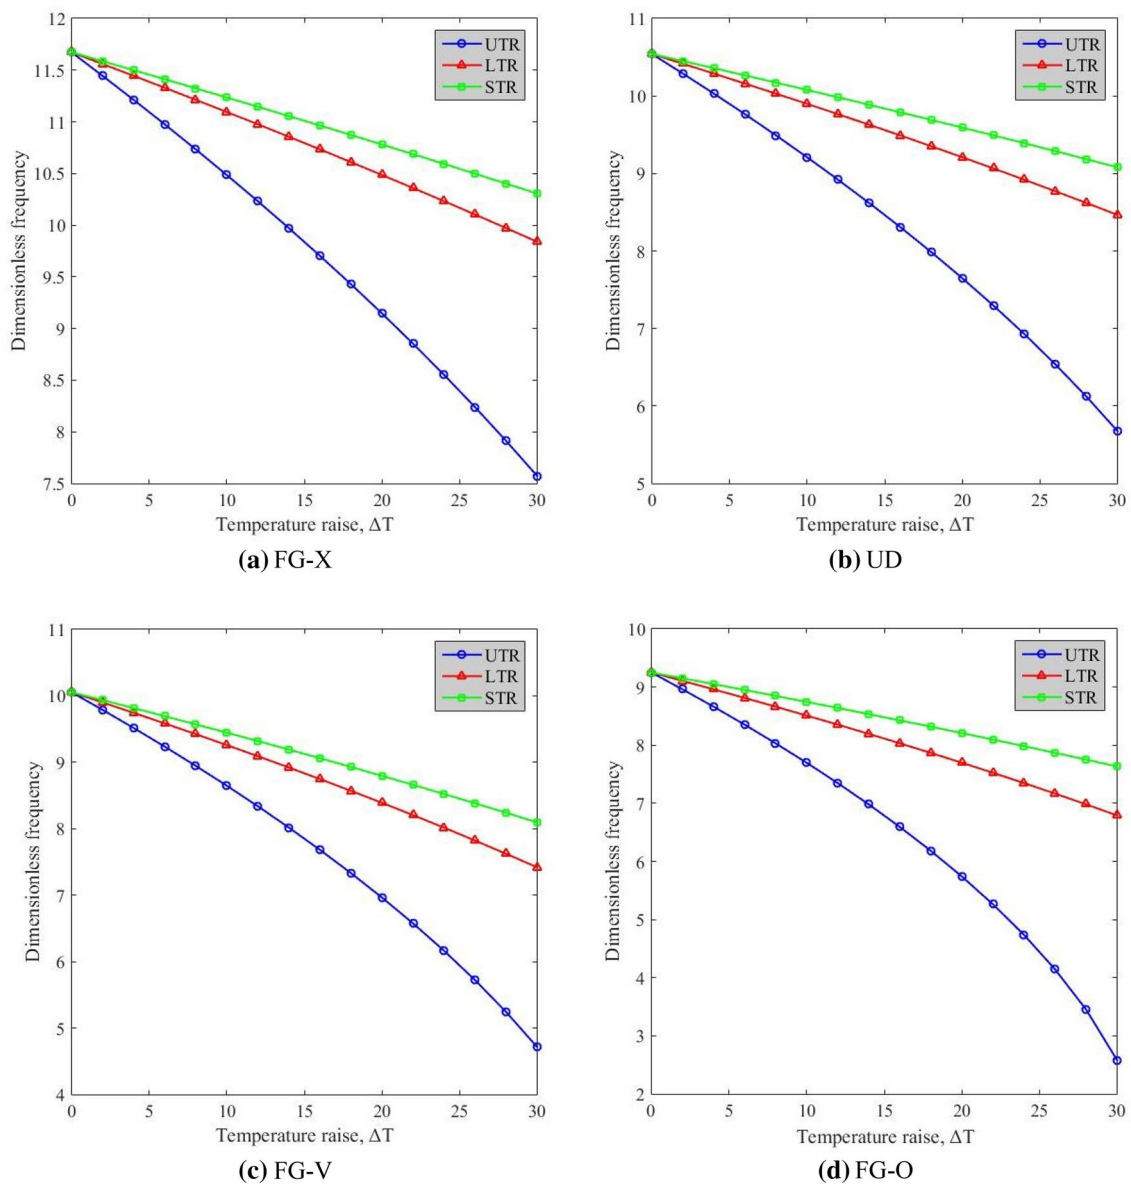 12
11.5
11
10.5
10
9.5
9
8.5
8
7.5
0 5 10 15 20 25 30
Dimensionless frequency
Temperature raise, ΔT
UTR
LTR
STR
(a) FG-X
11
10
9
8
7
6
5
0 5 10 15 20 25 30
Dimensionless frequency
Temperature raise, ΔT
UTR
LTR
STR
(b) UD
11
10
9
8
7
6
5
4
0 5 10 15 20 25 30
Dimensionless frequency
Temperature raise, ΔT
UTR
LTR
STR
(c) FG-V
10
9
8
7
6
5
4
3
2
0 5 10 15 20 25 30
Dimensionless frequency
Temperature raise, ΔT
UTR
LTR
STR
(d) FG-O